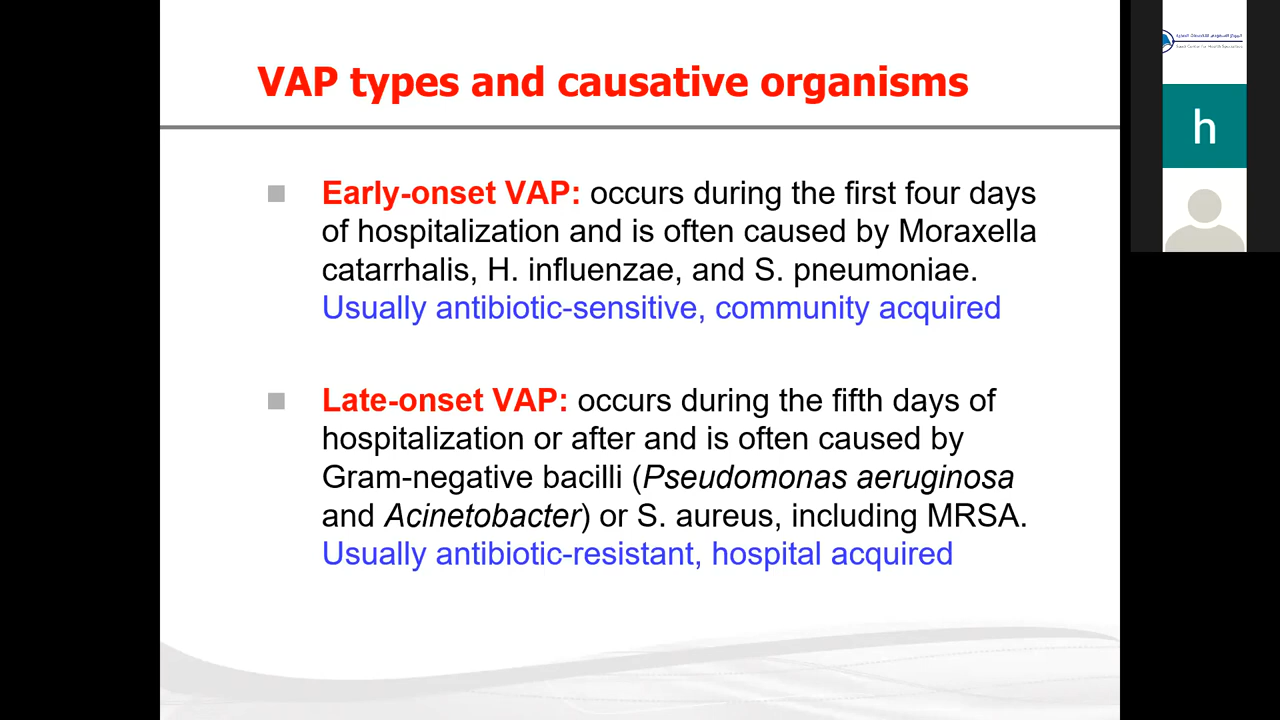 VAP types and causative organisms
Early-onset VAP: occurs during the first four days
of hospitalization and is often caused by Moraxella
catarrhalis, H. influenzae, and S. pneumoniae.
Usually antibiotic-sensitive, community acquired
Late-onset VAP: occurs during the fifth days of
hospitalization or after and is often caused by
Gram-negative bacilli (Pseudomonas aeruginosa
and Acinetobacter) or S. aureus, including MRSA.
Usually antibiotic-resistant, hospital acquired
h